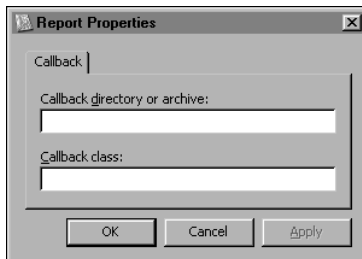 Report Properties
Callback
Callback directory or archive:
Callback class:
OK Cancel Apply